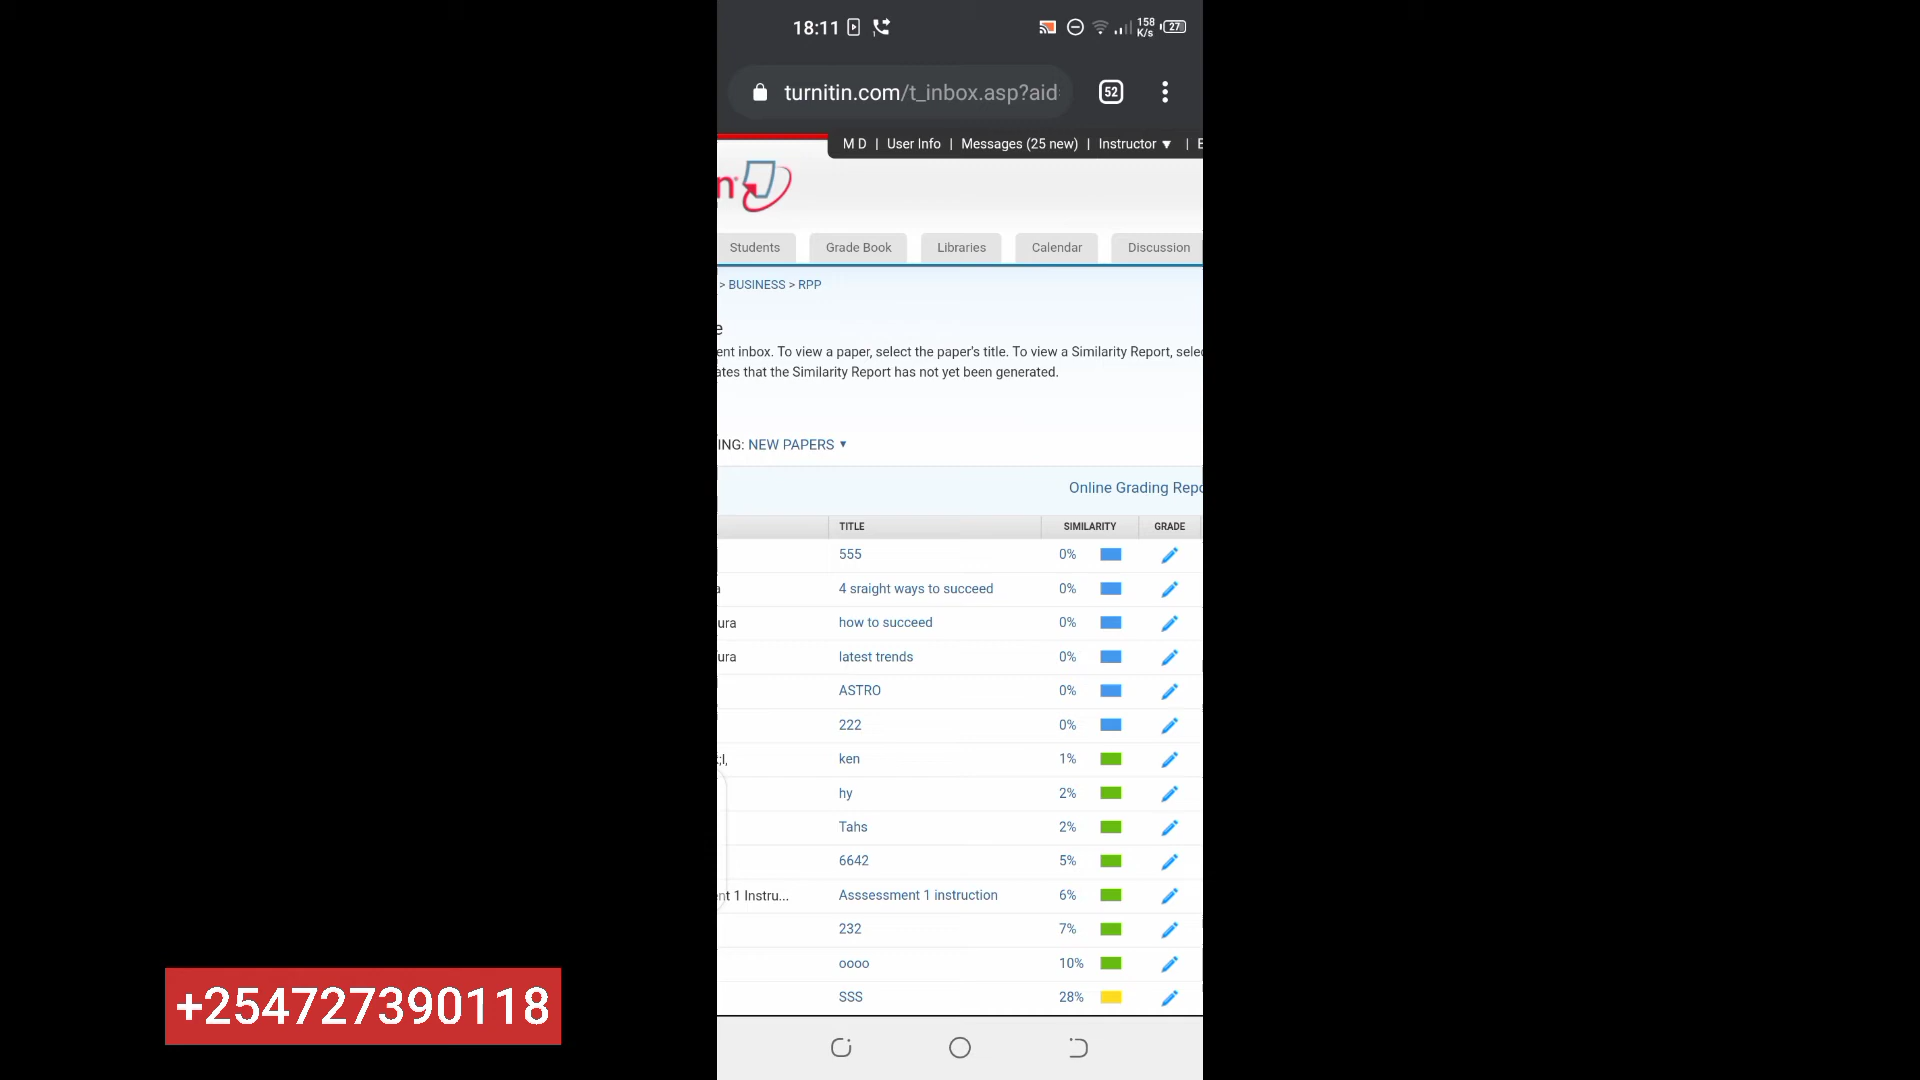 18:11
158
K/s
27
turnitin.com/t_inbox.asp?aid
52
M D | User Info | Messages (25 new) | Instructor ▼ | E
n
Students Grade Book Libraries Calendar Discussion
> BUSINESS > RPP
e
ent inbox. To view a paper, select the paper's title. To view a Similarity Report, selec
ates that the Similarity Report has not yet been generated.
ING: NEW PAPERS ▼
Online Grading Repo
TITLE SIMILARITY GRADE
555 0%
a 4 sraight ways to succeed 0%
ura how to succeed 0%
ura latest trends 0%
ASTRO 0%
222 0%
;l, ken 1%
hy 2%
Tahs 2%
6642 5%
ent 1 Instru... Asssessment 1 instruction 6%
232 7%
oooo 10%
SSS 28%
+254727390118